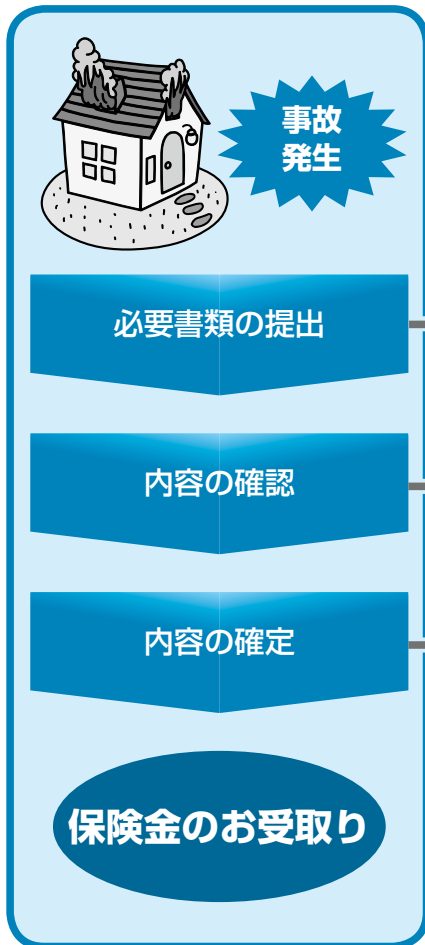 事故
発生
必要書類の提出
内容の確認
内容の確定
保険金のお受取り